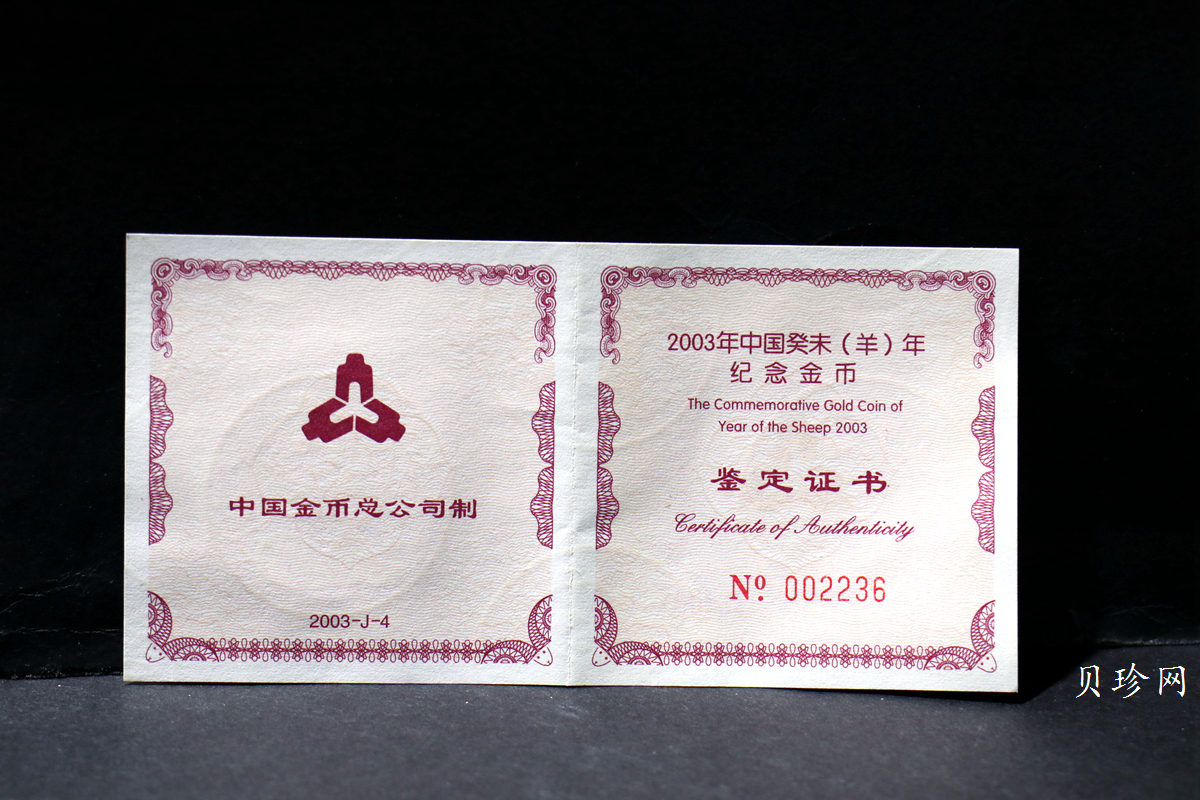 中国金币总公司制
2003-J-4
2003年中国癸未（羊）年
纪念金币
The Commemorative Gold Coin of
Year of the Sheep 2003
鉴定证书
Certificate of Authenticity
Nº 002236
贝珍网